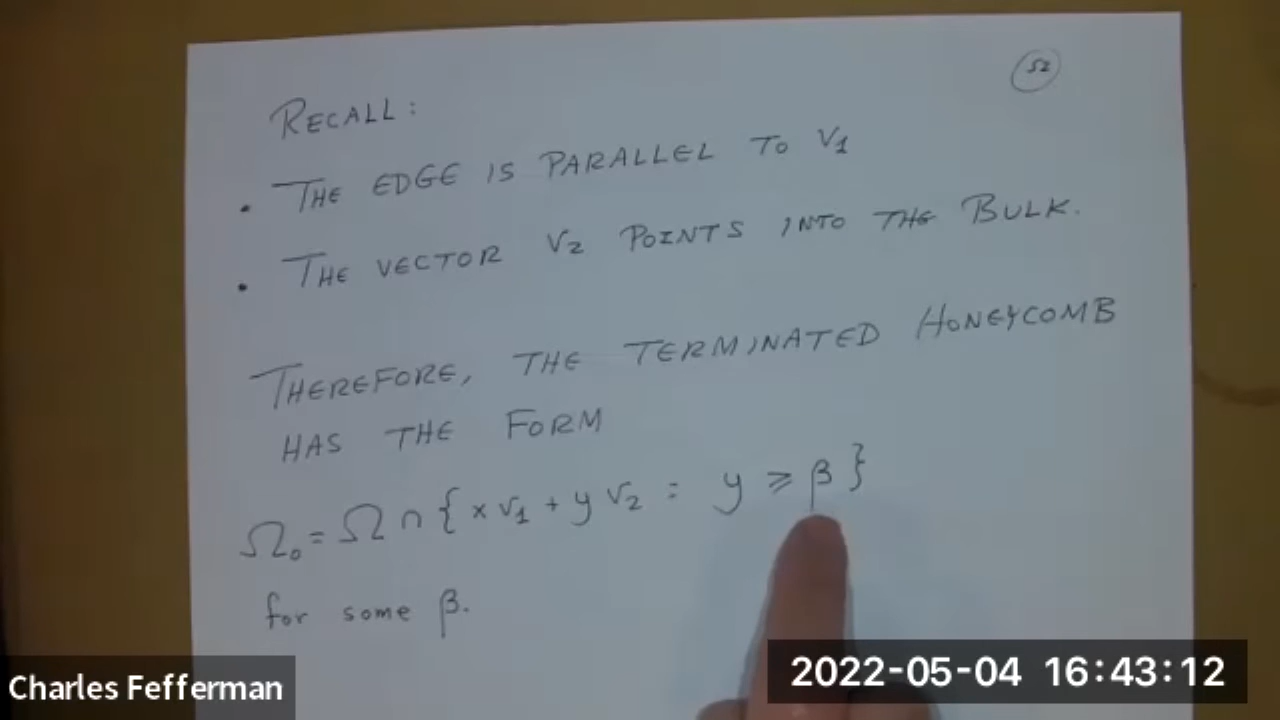 52
RECALL:
• THE EDGE IS PARALLEL TO V₁
• THE VECTOR V₂ POINTS INTO THE BULK.
THEREFORE, THE TERMINATED HONEYCOMB
HAS THE FORM
Ω₀ = Ω ∩ { x V₁ + y V₂ : y ≥ β }
for some β.
Charles Fefferman
2022-05-04 16:43:12